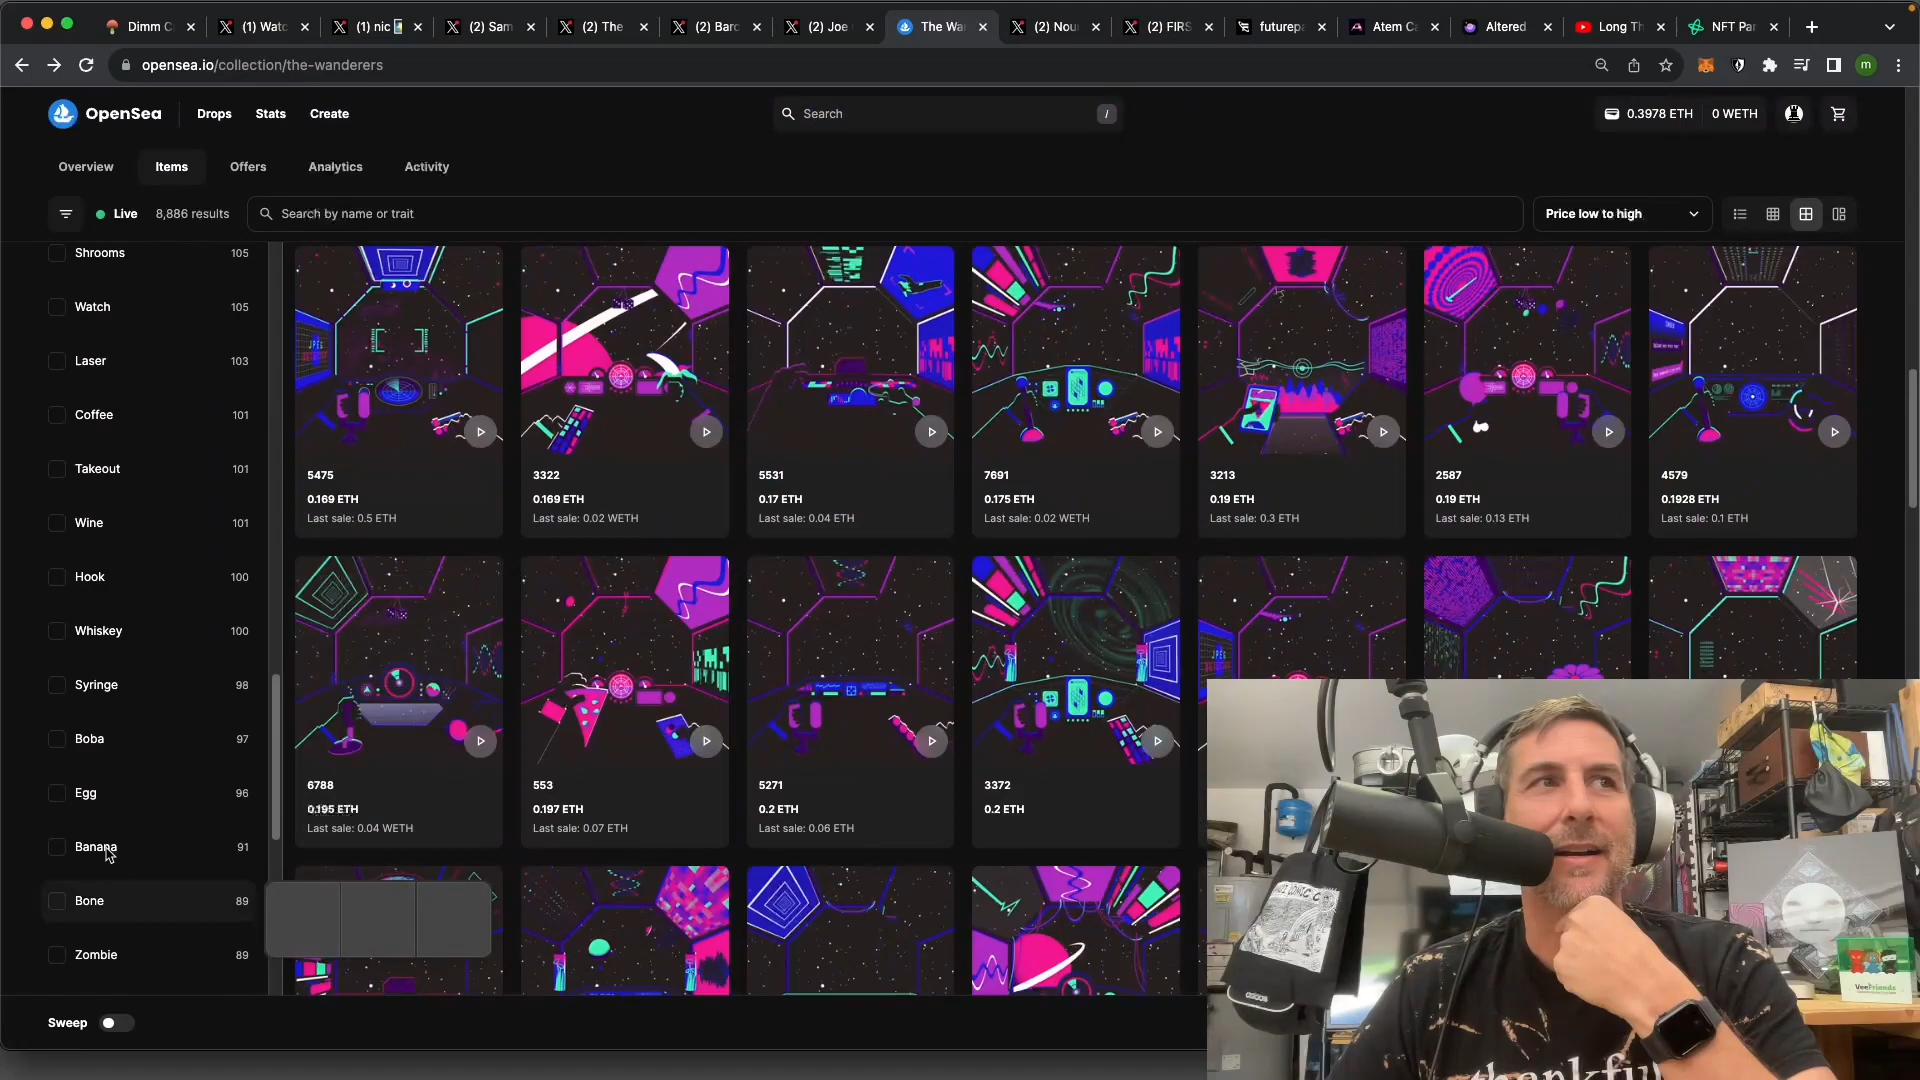 Dimm C
(1) Watc
(1) nic
(2) Sam
(2) The
(2) Barc
(2) Joe
The Wa
(2) Nou
(2) FIRS
futurepa
Atem Ca
Altered
Long Th
NFT Par
opensea.io/collection/the-wanderers
m
OpenSea
Drops
Stats
Create
Search
/
0.3978 ETH
0 WETH
Overview
Items
Offers
Analytics
Activity
Live
8,886 results
Search by name or trait
Price low to high
Shrooms 105
Watch 105
Laser 103
Coffee 101
Takeout 101
Wine 101
Hook 100
Whiskey 100
Syringe 98
Boba 97
Egg 96
Banana 91
Bone 89
Zombie 89
5475
0.169 ETH
Last sale: 0.5 ETH
3322
0.169 ETH
Last sale: 0.02 WETH
5531
0.17 ETH
Last sale: 0.04 ETH
7691
0.175 ETH
Last sale: 0.02 WETH
3213
0.19 ETH
Last sale: 0.3 ETH
2587
0.19 ETH
Last sale: 0.13 ETH
4579
0.1928 ETH
Last sale: 0.1 ETH
6788
0.195 ETH
Last sale: 0.04 WETH
553
0.197 ETH
Last sale: 0.07 ETH
5271
0.2 ETH
Last sale: 0.06 ETH
3372
0.2 ETH
Sweep
VeeFriends
thankful